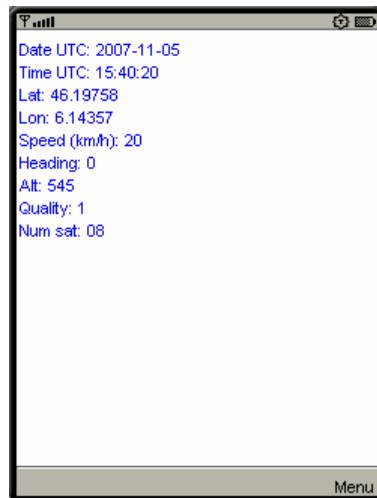 Date UTC: 2007-11-05
Time UTC: 15:40:20
Lat: 46.19758
Lon: 6.14357
Speed (km/h): 20
Heading: 0
Alt: 545
Quality: 1
Num sat: 08
Menu